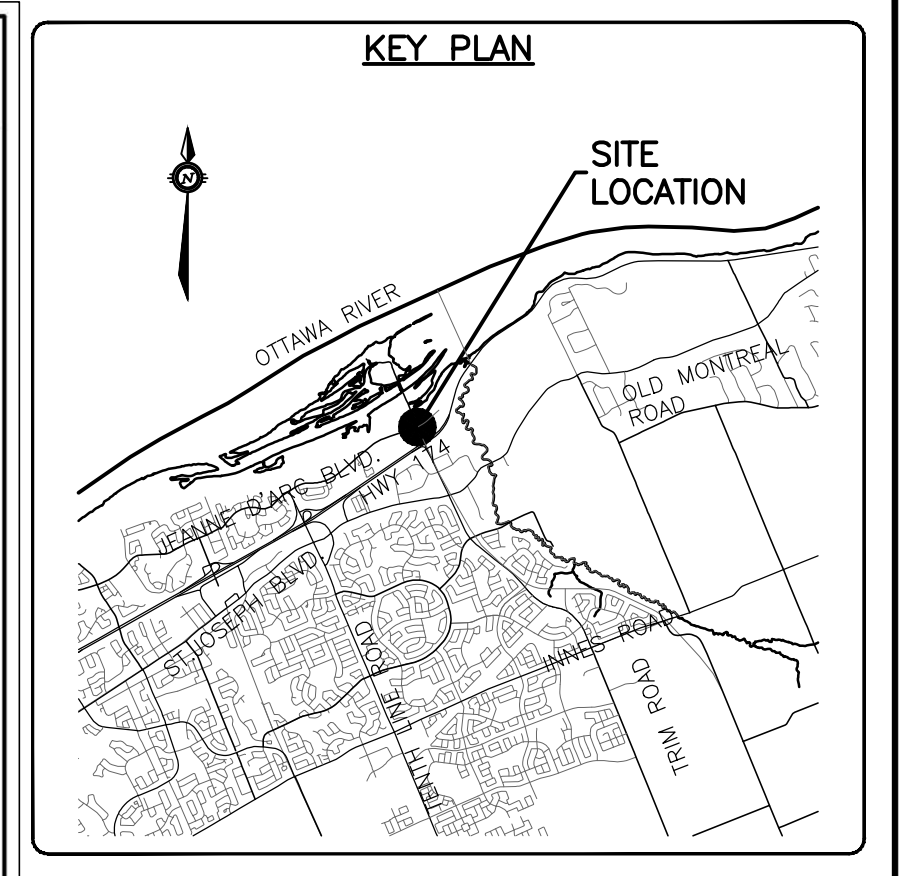 KEY PLAN
N
SITE
LOCATION
OTTAWA RIVER
OLD MONTREAL
ROAD
JEANNE D'ARC BLVD.
HWY 174
ST.JOSEPH BLVD.
TENTH LINE ROAD
INNES ROAD
TRIM ROAD